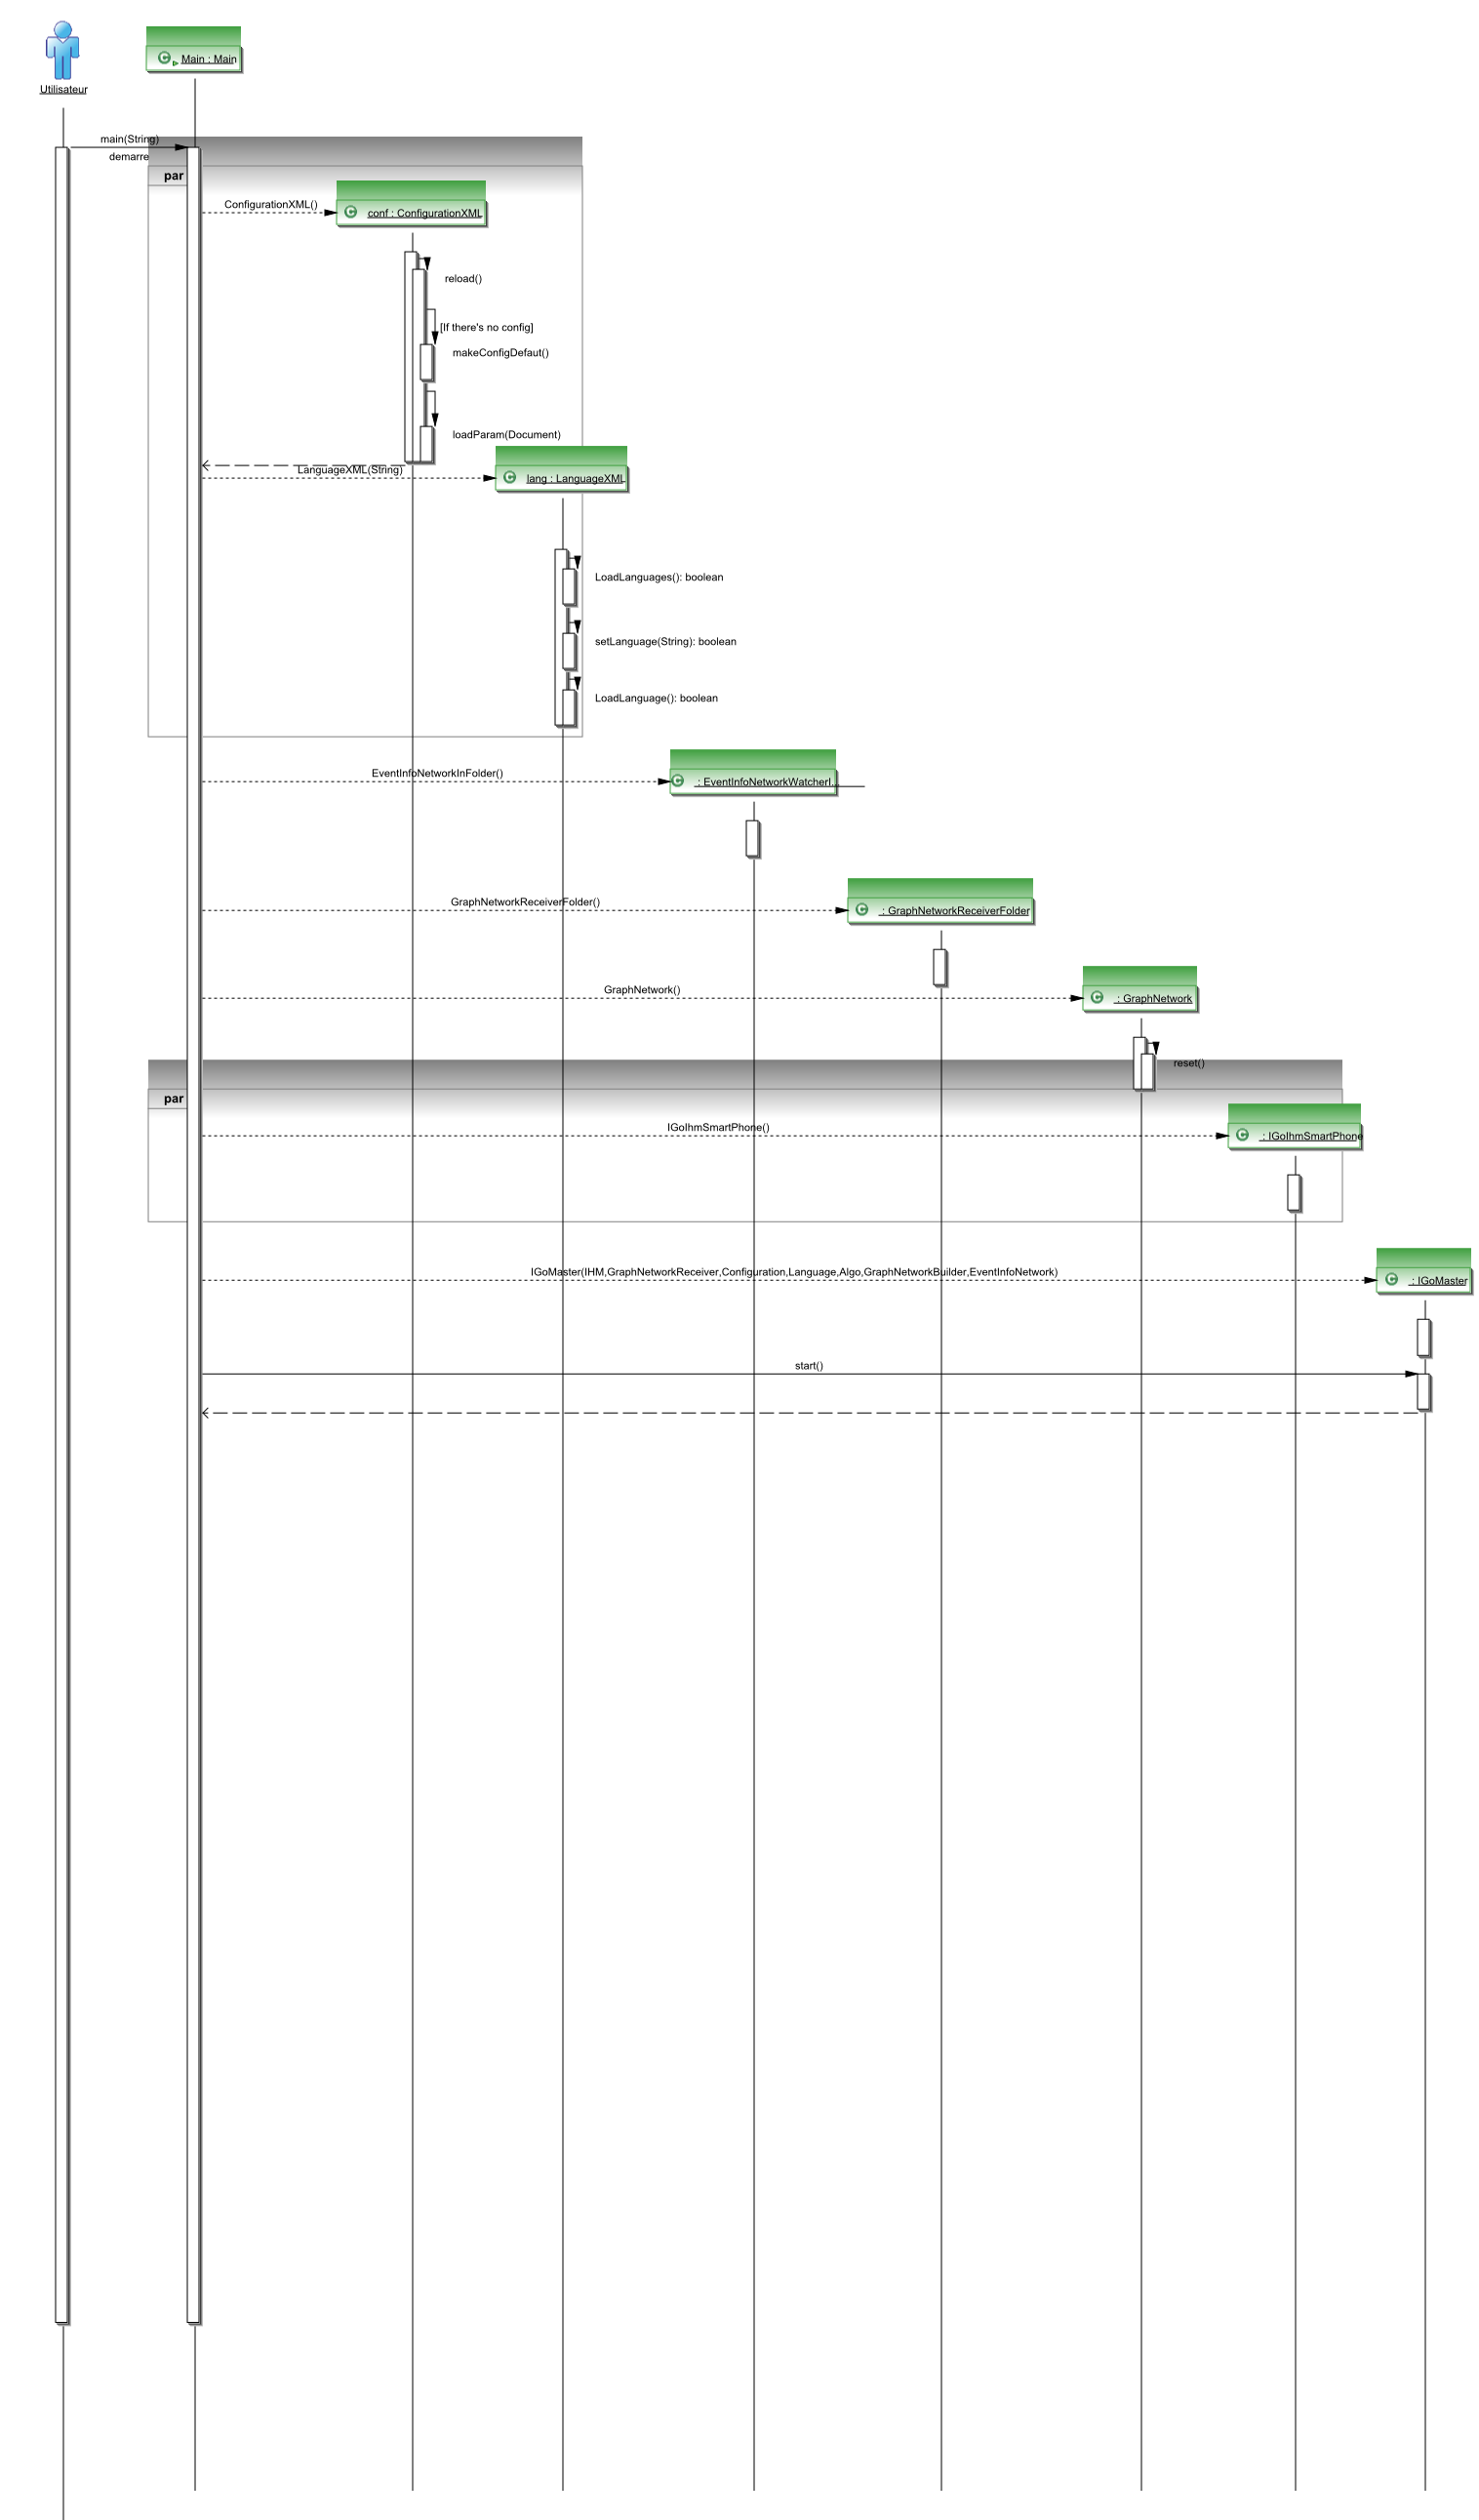 Main : Main
Utilisateur
main(String)
demarre
par
ConfigurationXML()
conf : ConfigurationXML
reload()
[If there's no config]
makeConfigDefaut()
loadParam(Document)
LanguageXML(String)
lang : LanguageXML
LoadLanguages(): boolean
setLanguage(String): boolean
LoadLanguage(): boolean
EventInfoNetworkInFolder()
: EventInfoNetworkWatcherI...
GraphNetworkReceiverFolder()
: GraphNetworkReceiverFolder
GraphNetwork()
: GraphNetwork
reset()
par
IGoIhmSmartPhone()
: IGoIhmSmartPhone
IGoMaster(IHM,GraphNetworkReceiver,Configuration,Language,Algo,GraphNetworkBuilder,EventInfoNetwork)
: IGoMaster
start()